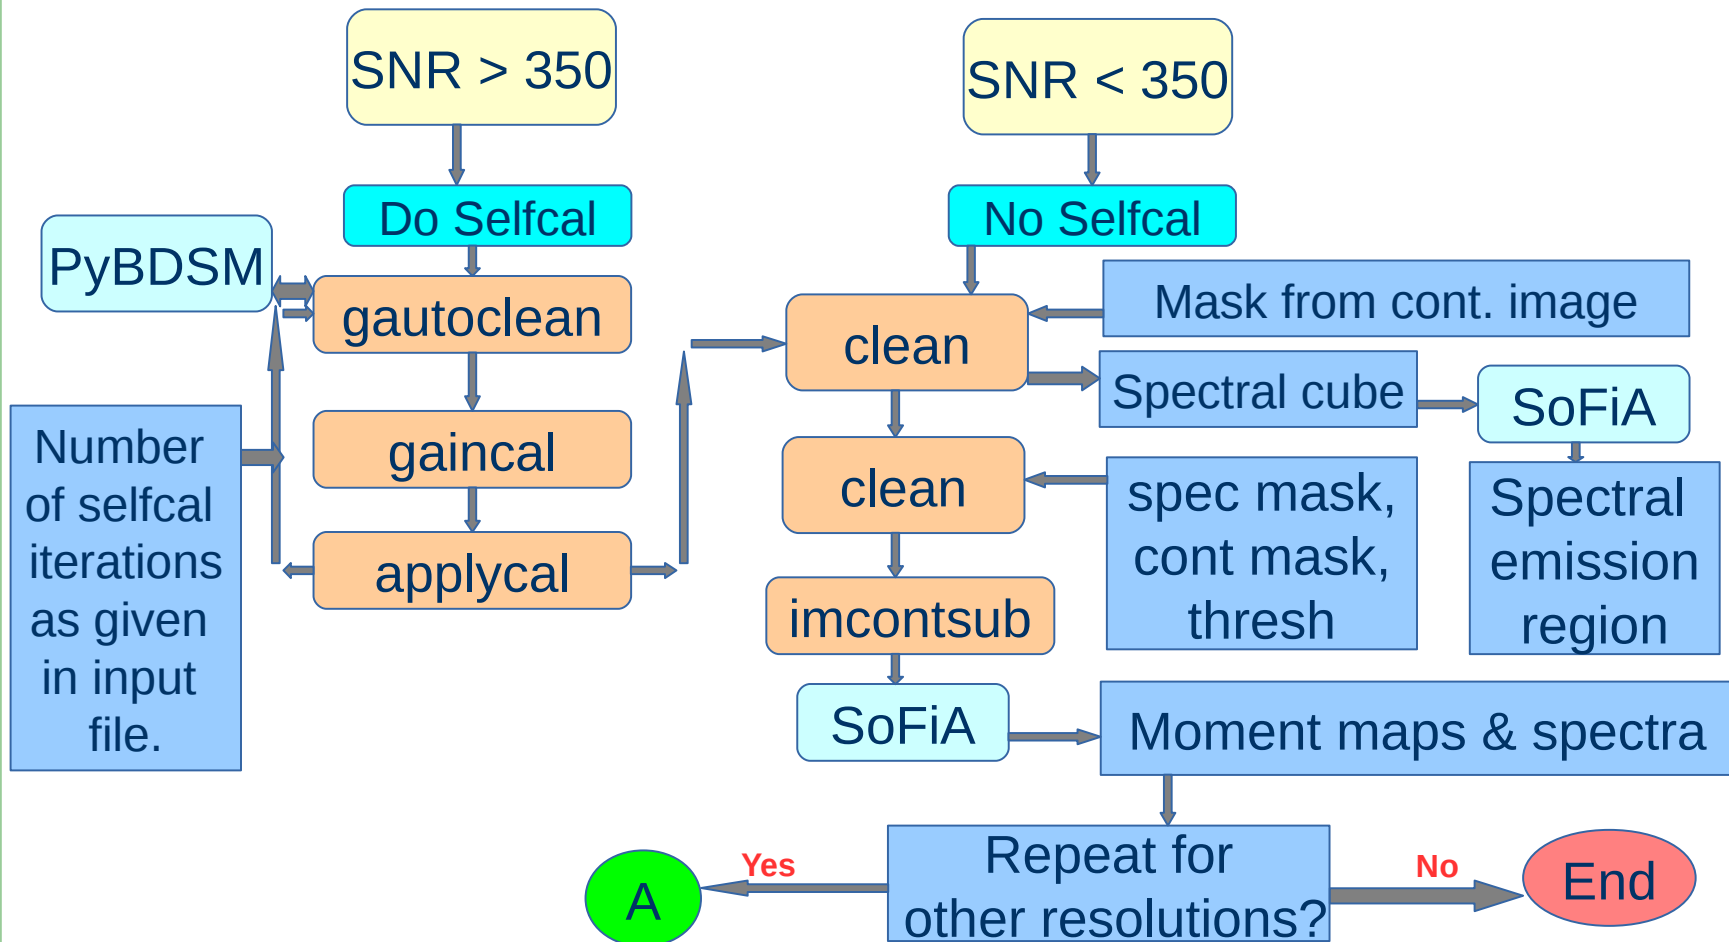 SNR > 350
SNR < 350
Do Selfcal
No Selfcal
PyBDSM
gautoclean
gaincal
applycal
Number
of selfcal
iterations
as given
in input
file.
clean
Mask from cont. image
Spectral cube
SoFiA
clean
spec mask,
cont mask,
thresh
Spectral
emission
region
imcontsub
SoFiA
Moment maps & spectra
Repeat for
other resolutions?
Yes
A
No
End